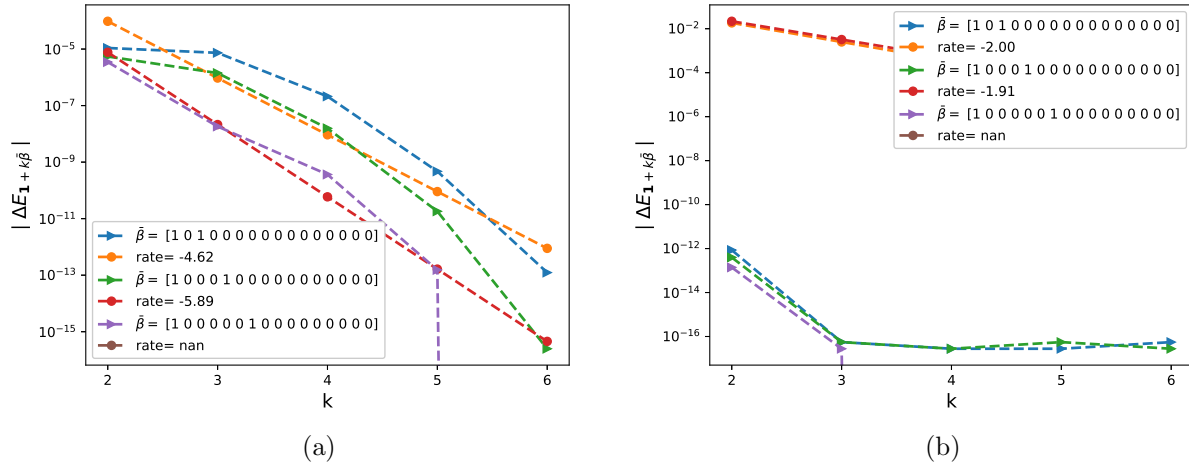 10^{-5}
10^{-7}
10^{-9}
10^{-11}
10^{-13}
10^{-15}
| ΔE_{1 + kβ̄} |
β̄ = [1 0 1 0 0 0 0 0 0 0 0 0 0 0 0 0]
rate= -4.62
β̄ = [1 0 0 0 1 0 0 0 0 0 0 0 0 0 0 0]
rate= -5.89
β̄ = [1 0 0 0 0 0 1 0 0 0 0 0 0 0 0 0]
rate= nan
2 3 4 5 6
k
(a)
10^{-2}
10^{-4}
10^{-6}
10^{-8}
10^{-10}
10^{-12}
10^{-14}
10^{-16}
| ΔE_{1 + kβ̄} |
β̄ = [1 0 1 0 0 0 0 0 0 0 0 0 0 0 0 0]
rate= -2.00
β̄ = [1 0 0 0 1 0 0 0 0 0 0 0 0 0 0 0]
rate= -1.91
β̄ = [1 0 0 0 0 0 1 0 0 0 0 0 0 0 0 0]
rate= nan
2 3 4 5 6
k
(b)